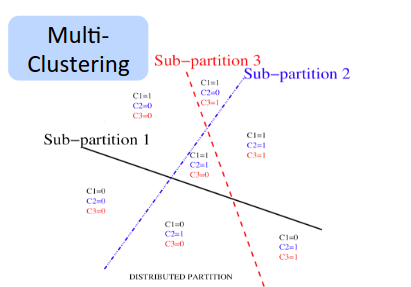 Multi-
Clustering
Sub-partition 3
Sub-partition 2
C1=1
C2=0
C3=1
C1=1
C2=0
C3=0
Sub-partition 1
C1=1
C2=1
C3=1
C1=1
C2=1
C3=0
C1=0
C2=0
C3=0
C1=0
C2=1
C3=0
C1=0
C2=1
C3=1
DISTRIBUTED PARTITION